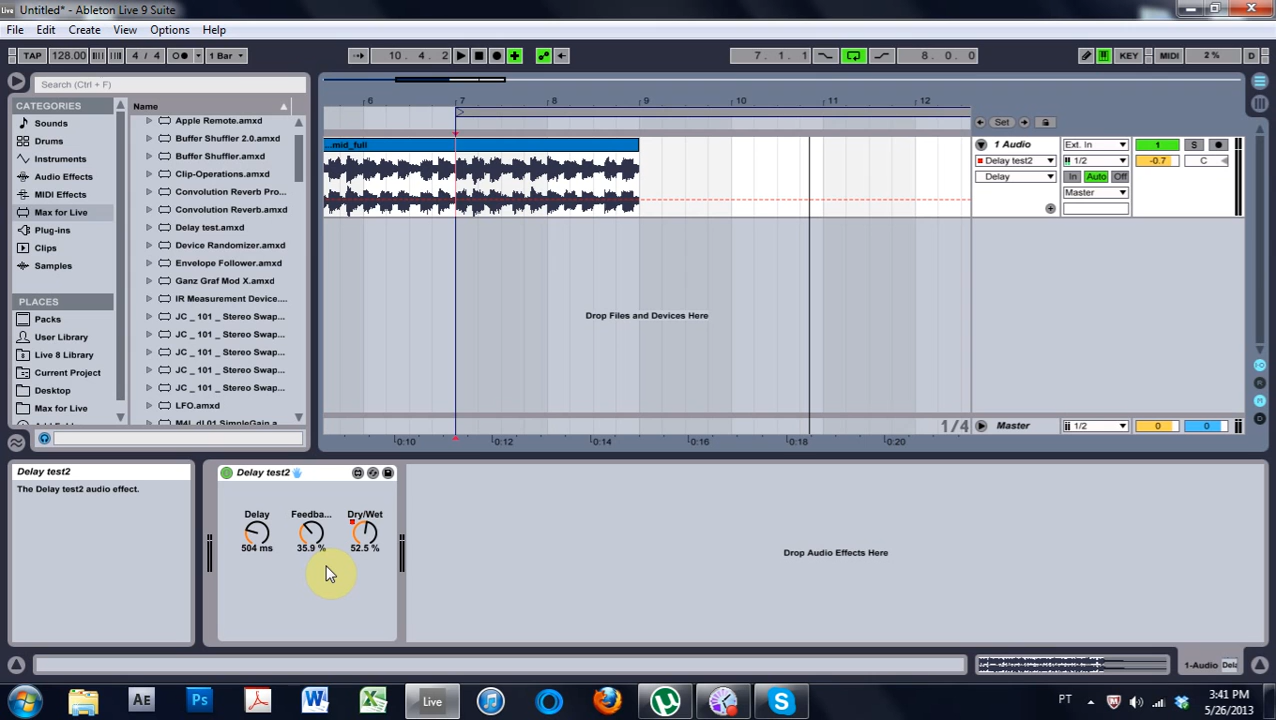 Untitled* - Ableton Live 9 Suite
File Edit Create View Options Help
TAP 128.00 4 / 4 1 Bar 10. 4. 2 7. 1. 1 8. 0. 0 KEY MIDI 2 % D
Search (Ctrl + F)
CATEGORIES
Sounds
Drums
Instruments
Audio Effects
MIDI Effects
Max for Live
Plug-ins
Clips
Samples
PLACES
Packs
User Library
Live 8 Library
Current Project
Desktop
Max for Live
Name
Apple Remote.amxd
Buffer Shuffler 2.0.amxd
Buffer Shuffler.amxd
Clip-Operations.amxd
Convolution Reverb Pro...
Convolution Reverb.amxd
Delay test.amxd
Device Randomizer.amxd
Envelope Follower.amxd
Ganz Graf Mod X.amxd
IR Measurement Device....
JC _ 101 _ Stereo Swap...
JC _ 101 _ Stereo Swap...
JC _ 101 _ Stereo Swap...
JC _ 101 _ Stereo Swap...
JC _ 101 _ Stereo Swap...
LFO.amxd
M4L.dl.01.SimpleGain.a
6 7 8 9 10 11 12
Set
...mid_full
Drop Files and Devices Here
0:10 0:12 0:14 0:16 0:18 0:20
1/4
1 Audio Ext. In 1 S
Delay test2 1/2 -0.7 C
Delay In Auto Off
Master
Master 1/2 0 0
Delay test2
The Delay test2 audio effect.
Delay test2
Delay Feedba... Dry/Wet
504 ms 35.9 % 52.5 %
Drop Audio Effects Here
1-Audio Dela
Ae Ps W X Live S
PT
3:41 PM
5/26/2013